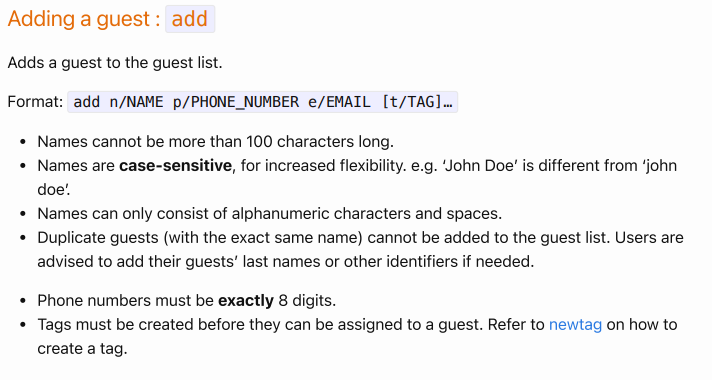 Adding a guest : add
Adds a guest to the guest list.
Format: add n/NAME p/PHONE_NUMBER e/EMAIL [t/TAG]…
• Names cannot be more than 100 characters long.
• Names are case-sensitive, for increased flexibility. e.g. ‘John Doe’ is different from ‘john
doe’.
• Names can only consist of alphanumeric characters and spaces.
• Duplicate guests (with the exact same name) cannot be added to the guest list. Users are
advised to add their guests’ last names or other identifiers if needed.
• Phone numbers must be exactly 8 digits.
• Tags must be created before they can be assigned to a guest. Refer to newtag on how to
create a tag.